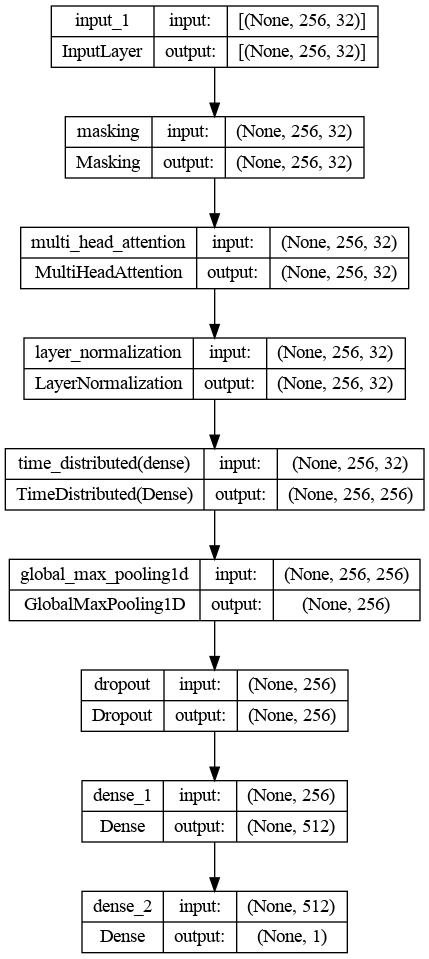 input_1 input: [(None, 256, 32)]
InputLayer output: [(None, 256, 32)]
masking input: (None, 256, 32)
Masking output: (None, 256, 32)
multi_head_attention input: (None, 256, 32)
MultiHeadAttention output: (None, 256, 32)
layer_normalization input: (None, 256, 32)
LayerNormalization output: (None, 256, 32)
time_distributed(dense) input: (None, 256, 32)
TimeDistributed(Dense) output: (None, 256, 256)
global_max_pooling1d input: (None, 256, 256)
GlobalMaxPooling1D output: (None, 256)
dropout input: (None, 256)
Dropout output: (None, 256)
dense_1 input: (None, 256)
Dense output: (None, 512)
dense_2 input: (None, 512)
Dense output: (None, 1)